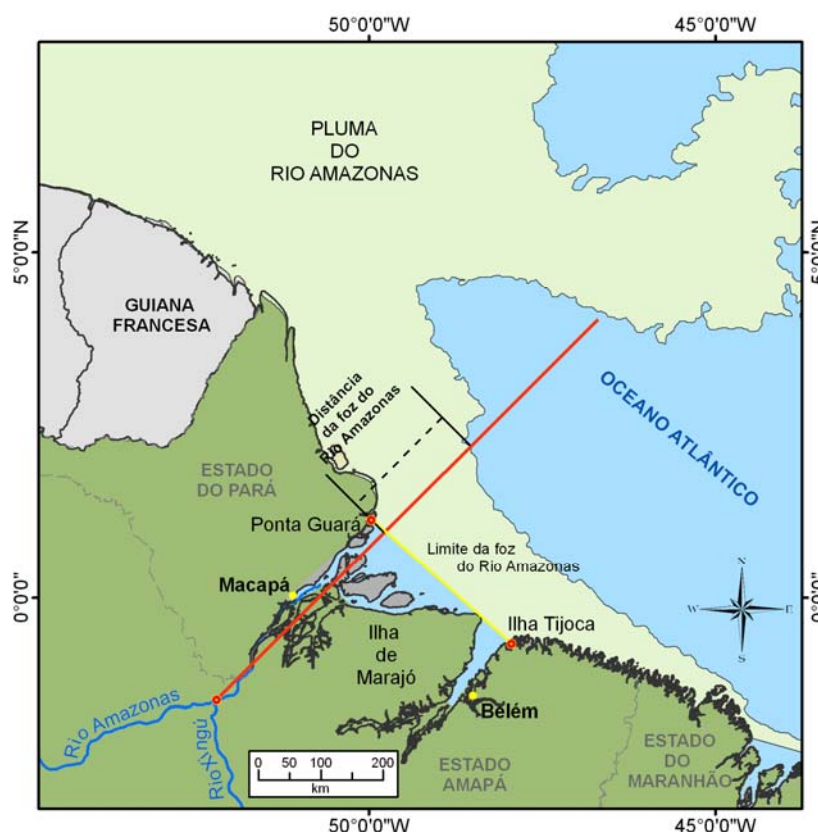 50°0'0"W
45°0'0"W
PLUMA
DO
RIO AMAZONAS
5°0'0"N
5°0'0"N
GUIANA
FRANCESA
OCEANO ATLÂNTICO
Distância
da foz do
Rio Amazonas
ESTADO
DO PARÁ
Ponta Guará
Limite da foz
do Rio Amazonas
Macapá
0°0'0"
0°0'0"
N
W
E
S
Ilha Tijoca
Ilha
de
Marajó
Rio Amazonas
Rio Xingú
Belém
ESTADO
AMAPÁ
ESTADO
DO
MARANHÃO
0 50 100 200
km
50°0'0"W
45°0'0"W